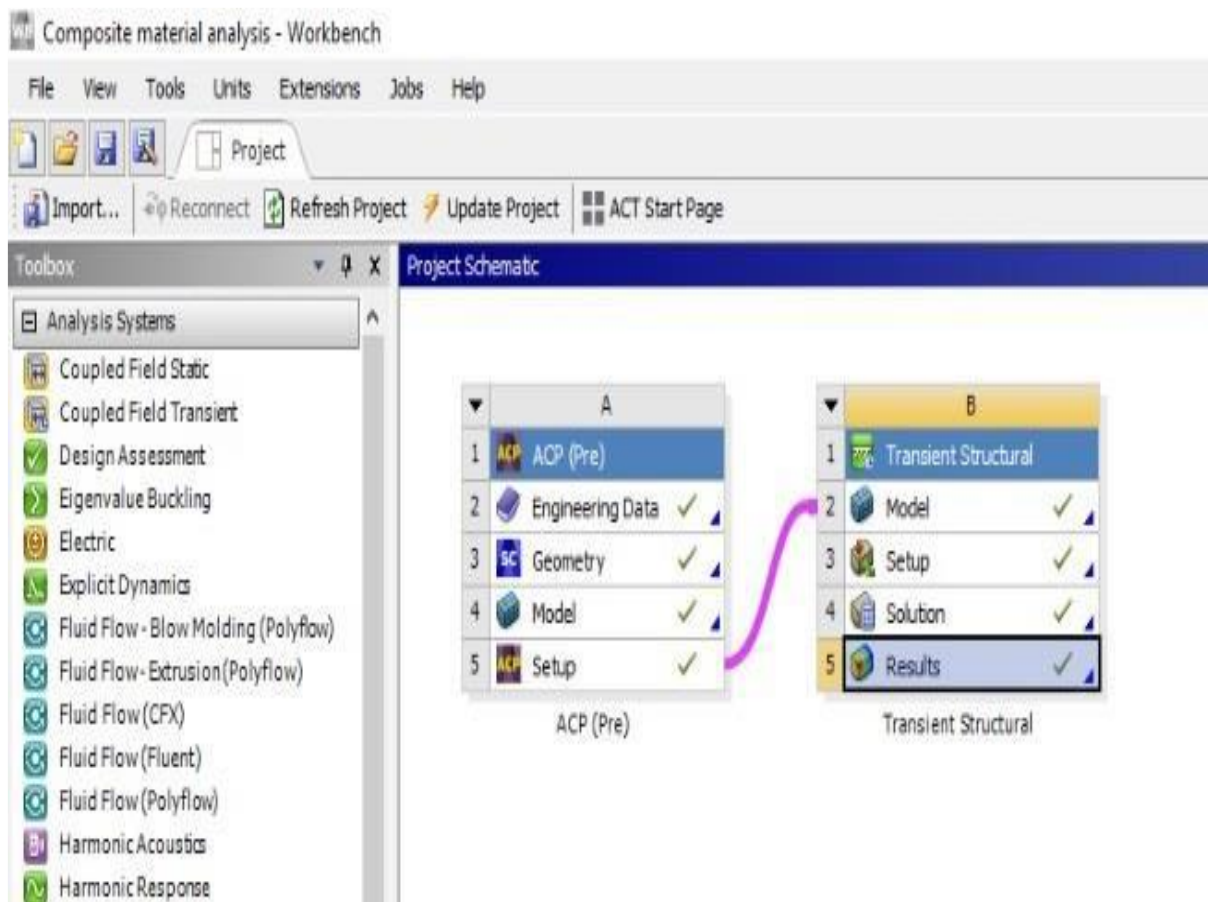 Composite material analysis - Workbench
File View Tools Units Extensions Jobs Help
Project
Import... Reconnect Refresh Project Update Project ACT Start Page
Toolbox
Project Schematic
Analysis Systems
Coupled Field Static
Coupled Field Transient
Design Assessment
Eigenvalue Buckling
Electric
Explicit Dynamics
Fluid Flow - Blow Molding (Polyflow)
Fluid Flow - Extrusion (Polyflow)
Fluid Flow (CFX)
Fluid Flow (Fluent)
Fluid Flow (Polyflow)
Harmonic Acoustics
Harmonic Response
A
1 ACP ACP (Pre)
2 Engineering Data
3 SC Geometry
4 Model
5 ACP Setup
ACP (Pre)
B
1 Transient Structural
2 Model
3 Setup
4 Solution
5 Results
Transient Structural